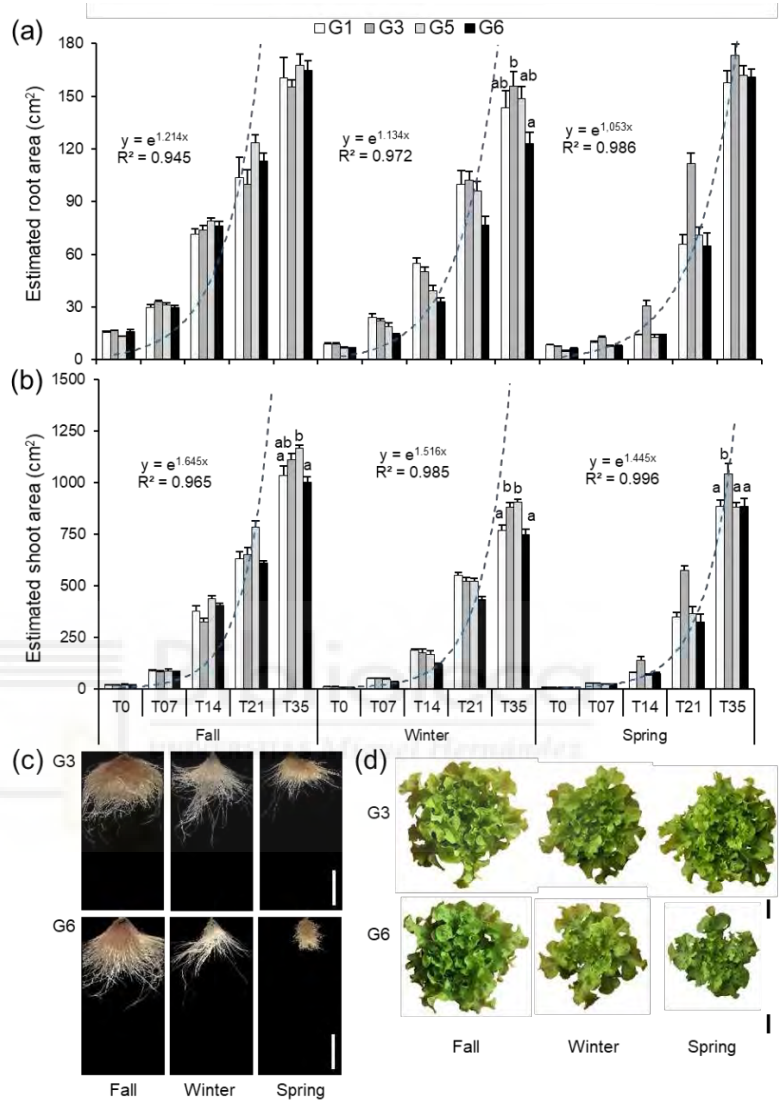 (a)
G1 G3 G5 G6
Estimated root area (cm²)
180
150
120
90
60
30
0
y = e^1.214x
R² = 0.945
y = e^1.134x
R² = 0.972
y = e^1,053x
R² = 0.986
ab b ab a
(b)
Estimated shoot area (cm²)
1500
1250
1000
750
500
250
0
y = e^1.645x
R² = 0.965
y = e^1.516x
R² = 0.985
y = e^1.445x
R² = 0.996
a ab b a
a b b a
a b a a
T0 T07 T14 T21 T35 T0 T07 T14 T21 T35 T0 T07 T14 T21 T35
Fall Winter Spring
Biblioteca
Miguel Hernández
(c)
G3
G6
Fall Winter Spring
(d)
G3
G6
Fall Winter Spring